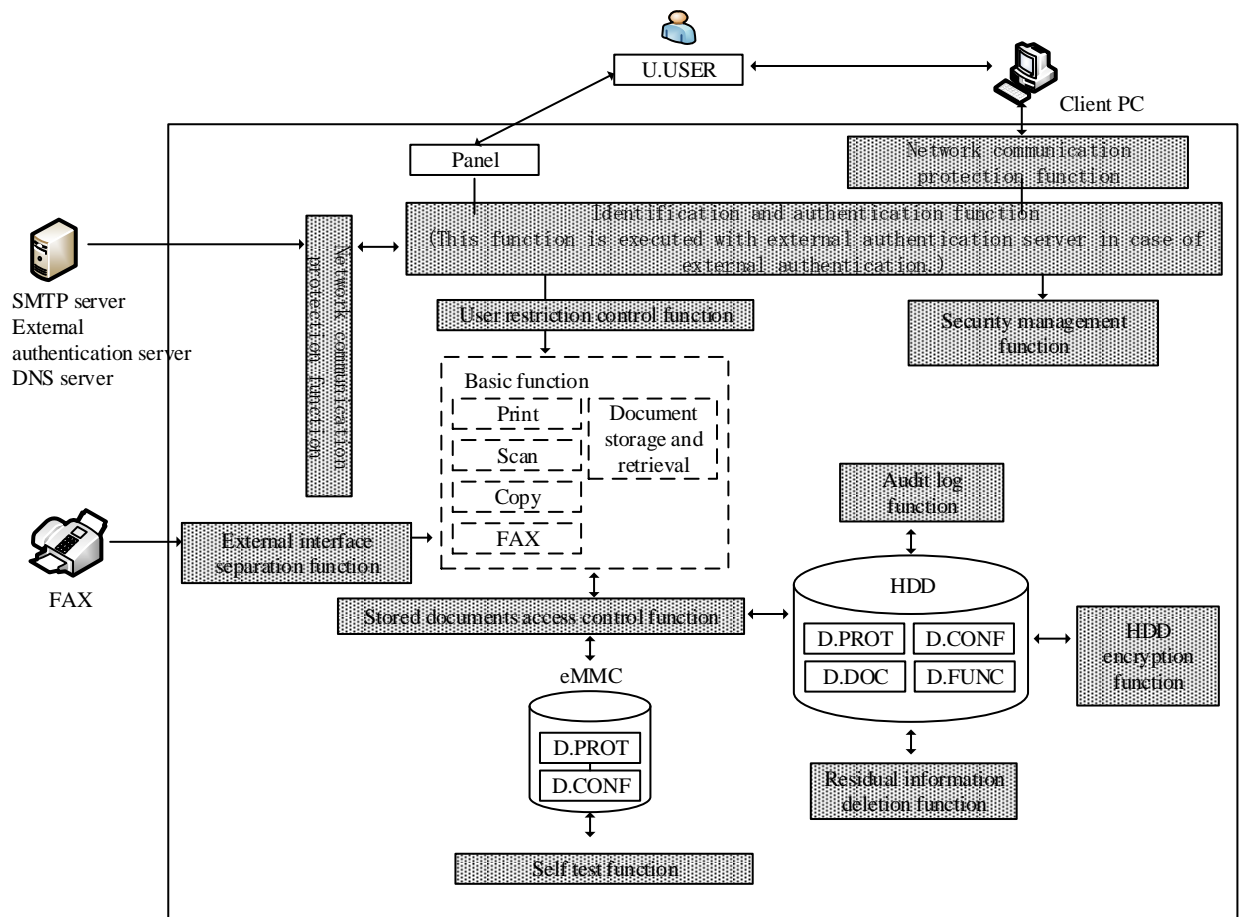 U.USER
Client PC
Panel
Network communication
protection function
Identification and authentication function
(This function is executed with external authentication server in case of
external authentication.)
Network communication
protection function
SMTP server
External
authentication server
DNS server
User restriction control function
Security management
function
Basic function
Print
Scan
Copy
FAX
Document
storage and
retrieval
Audit log
function
External interface
separation function
FAX
HDD
D.PROT
D.CONF
D.DOC
D.FUNC
HDD
encryption
function
Stored documents access control function
eMMC
D.PROT
D.CONF
Residual information
deletion function
Self test function